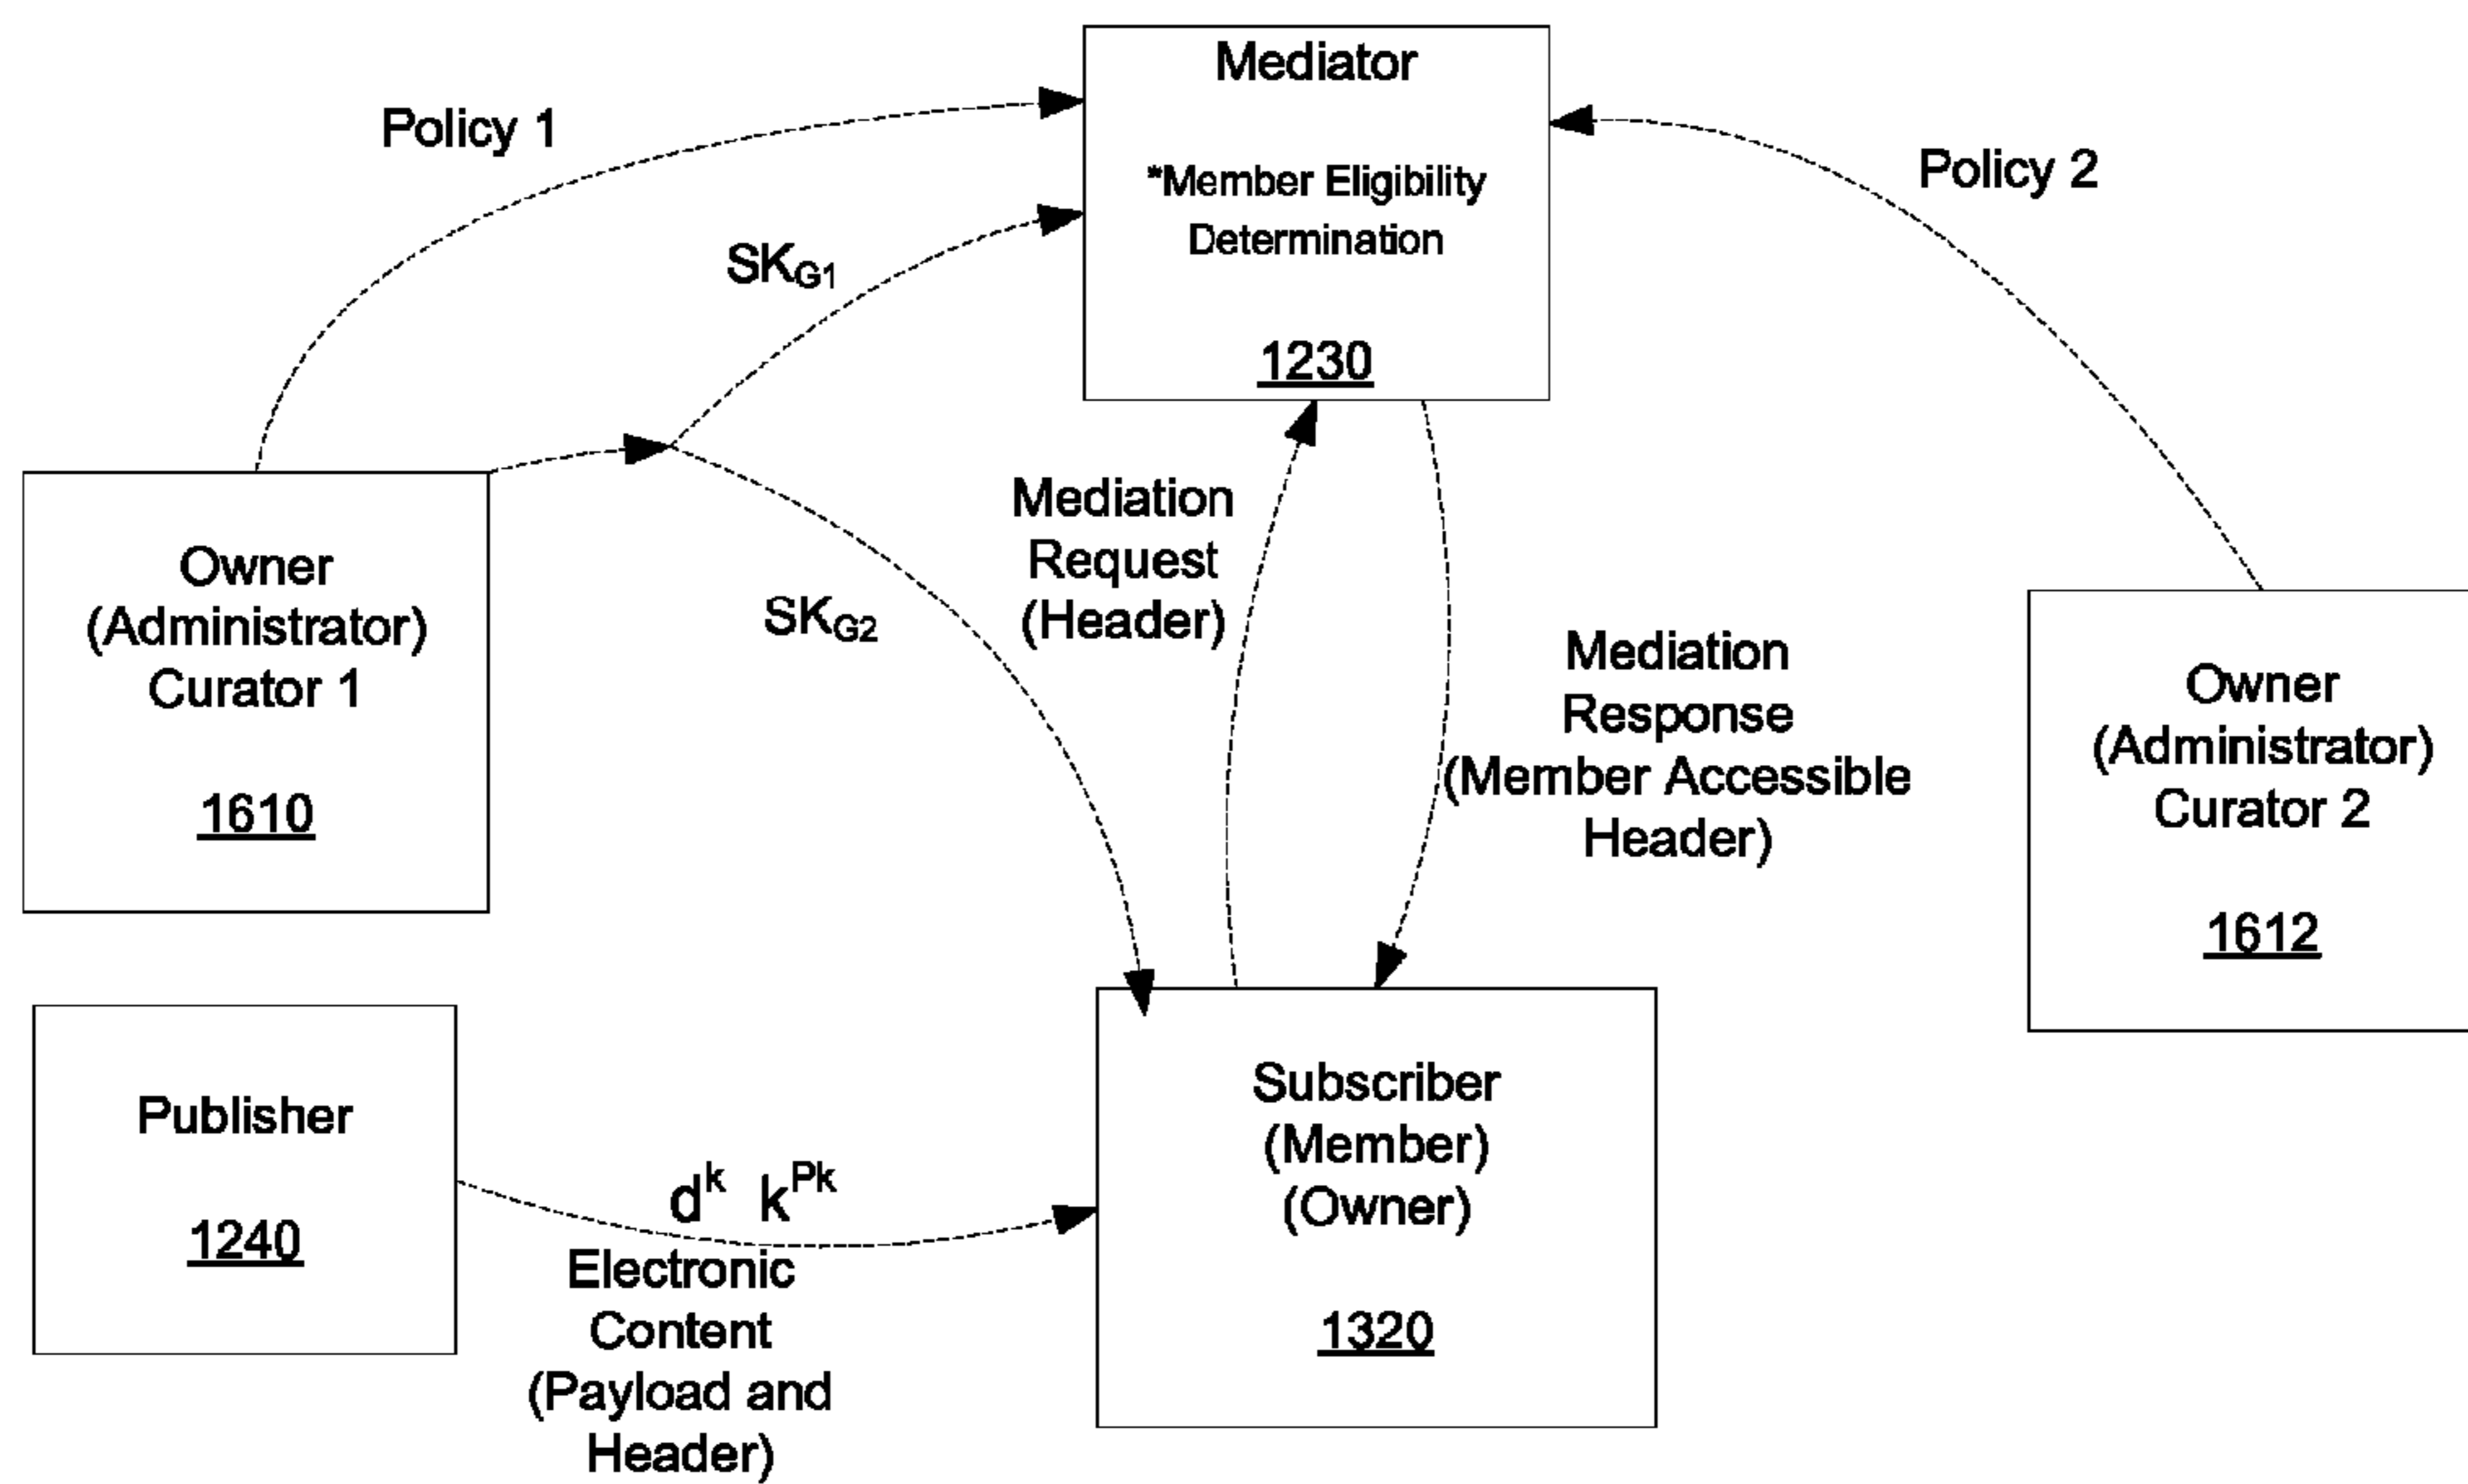 Mediator
*Member Eligibility
Determination
1230
Policy 1
Policy 2
SKG1
SKG2
Owner
(Administrator)
Curator 1
1610
Mediation
Request
(Header)
Mediation
Response
(Member Accessible
Header)
Owner
(Administrator)
Curator 2
1612
Publisher
1240
d^k k^Pk
Electronic
Content
(Payload and
Header)
Subscriber
(Member)
(Owner)
1320